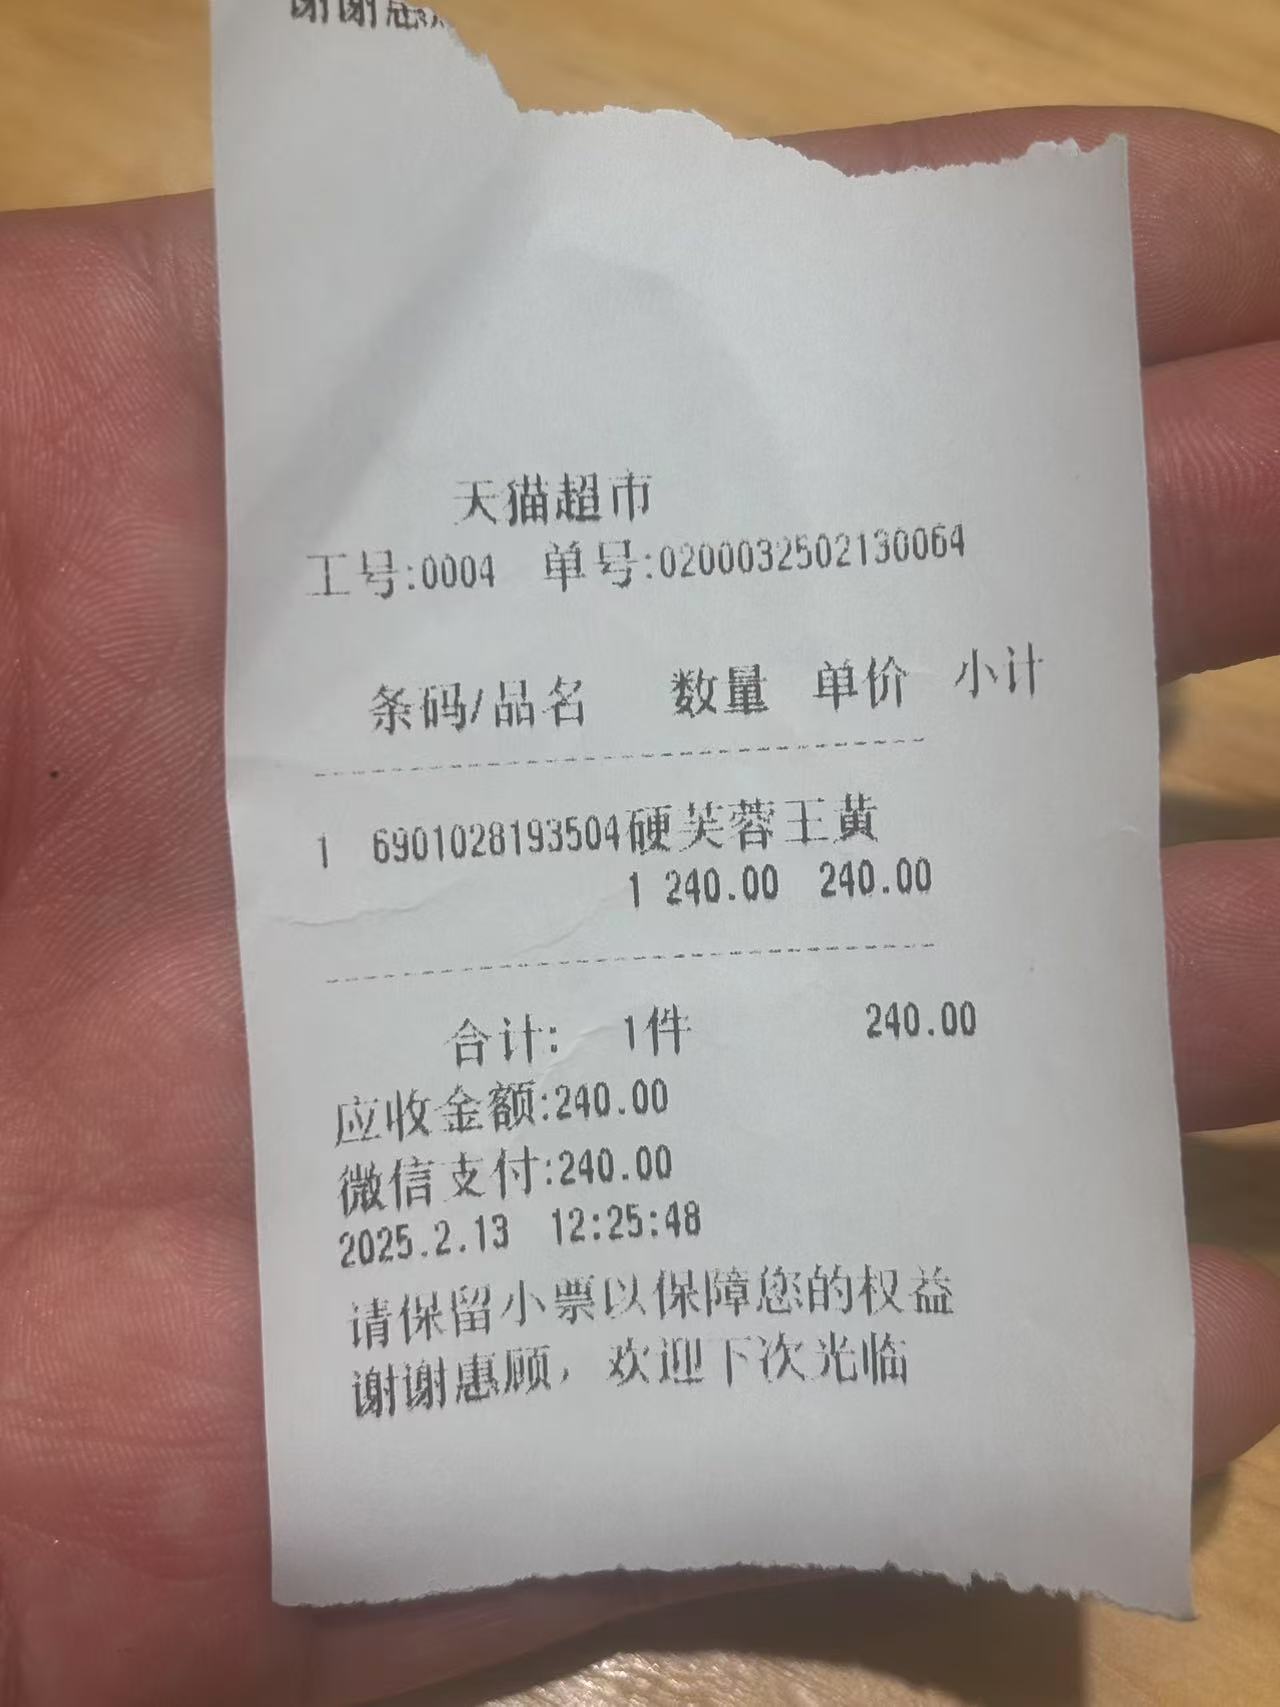 谢谢惠
天猫超市
工号:0004 单号:0200032502130064
条码/品名 数量 单价 小计
1 6901028193504硬芙蓉王黄
1 240.00 240.00
合计: 1件 240.00
应收金额:240.00
微信支付:240.00
2025.2.13 12:25:48
请保留小票以保障您的权益
谢谢惠顾，欢迎下次光临